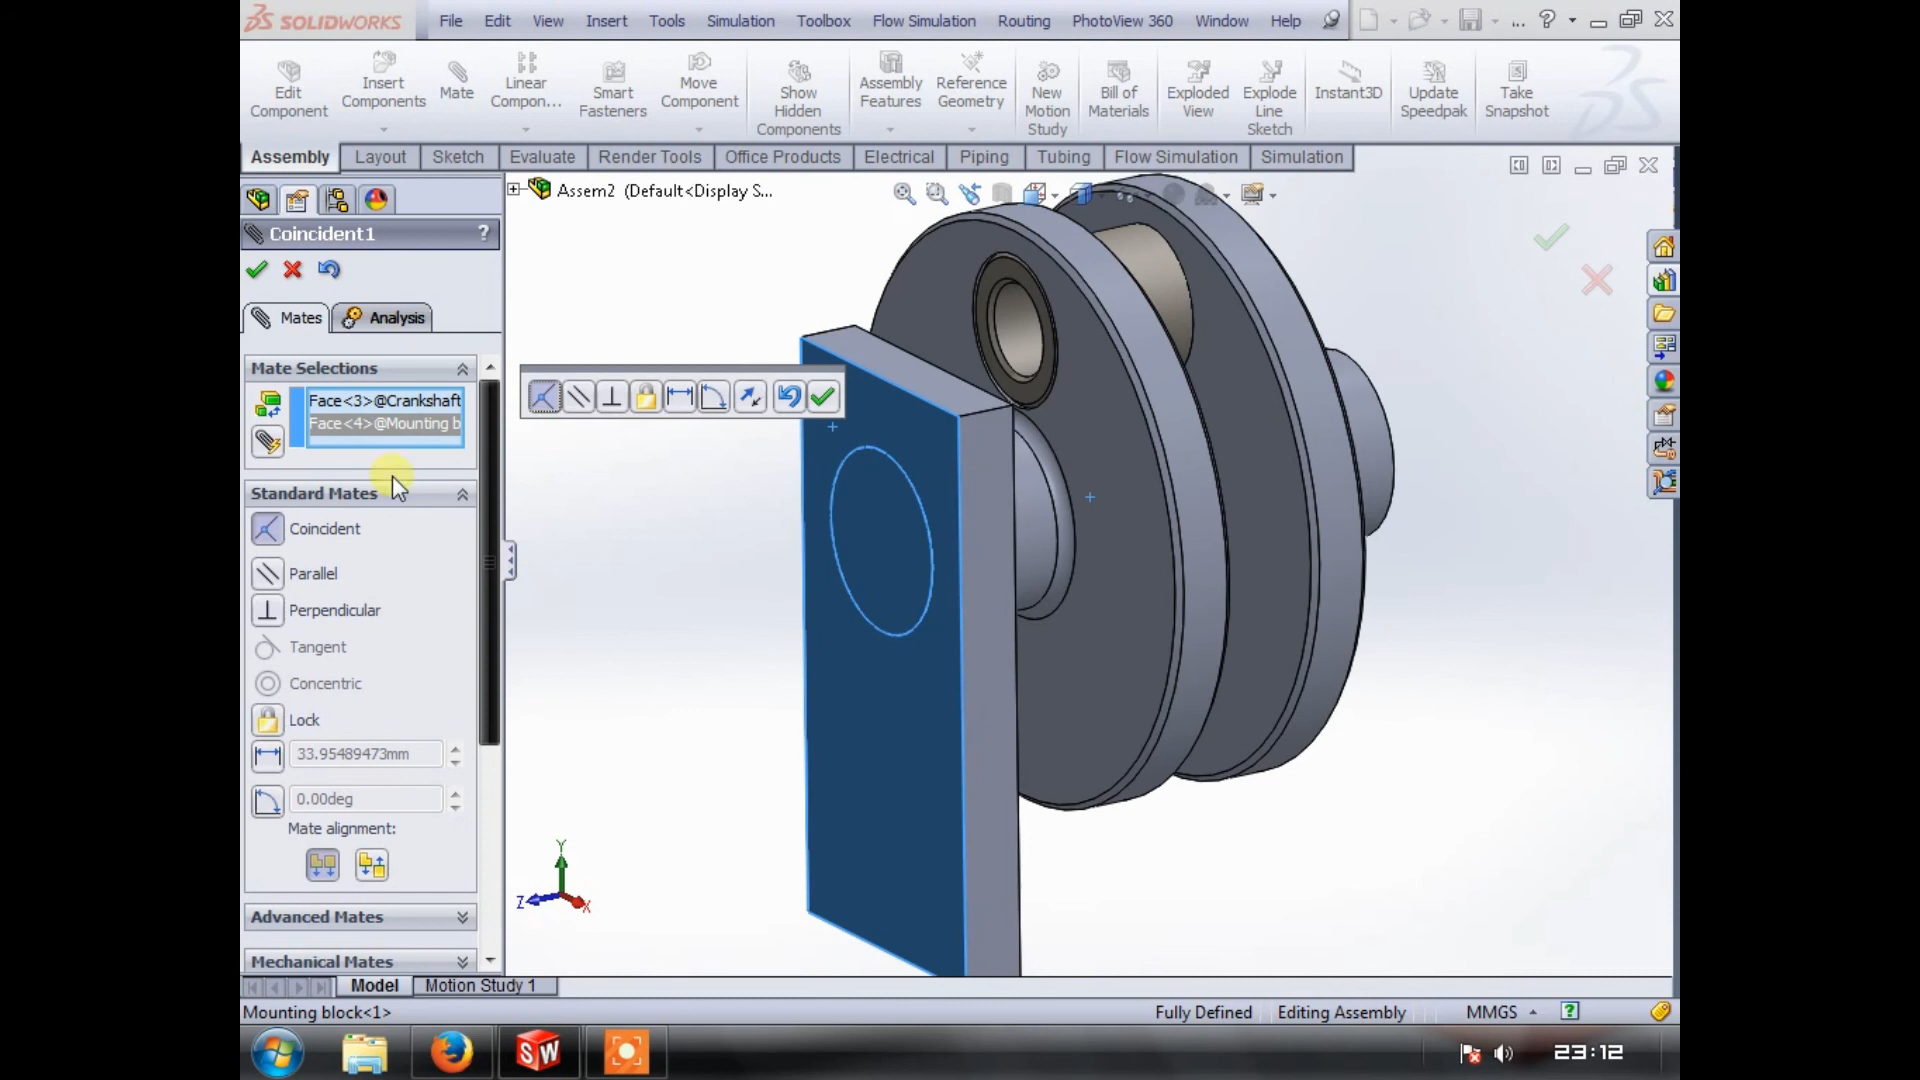 SOLIDWORKS File Edit View Insert Tools Simulation Toolbox Flow Simulation Routing PhotoView 360 Window Help ... ?
Edit Component
Insert Components
Mate
Linear Compon...
Smart Fasteners
Move Component
Show Hidden Components
Assembly Features
Reference Geometry
New Motion Study
Bill of Materials
Exploded View
Explode Line Sketch
Instant3D
Update Speedpak
Take Snapshot
Assembly Layout Sketch Evaluate Render Tools Office Products Electrical Piping Tubing Flow Simulation Simulation
Assem2 (Default<Display S...
Coincident1 ?
Mates Analysis
Mate Selections
Face<3>@Crankshaft
Face<4>@Mounting b
Standard Mates
Coincident
Parallel
Perpendicular
Tangent
Concentric
Lock
33.95489473mm
0.00deg
Mate alignment:
Advanced Mates
Mechanical Mates
Y
Z X
Model Motion Study 1
Mounting block<1> Fully Defined Editing Assembly MMGS ?
SW 23:12